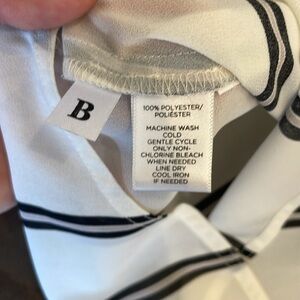 B
100% POLYESTER/
POLIÉSTER
MACHINE WASH
COLD
GENTLE CYCLE
ONLY NON-
CHLORINE BLEACH
WHEN NEEDED
LINE DRY
COOL IRON
IF NEEDED